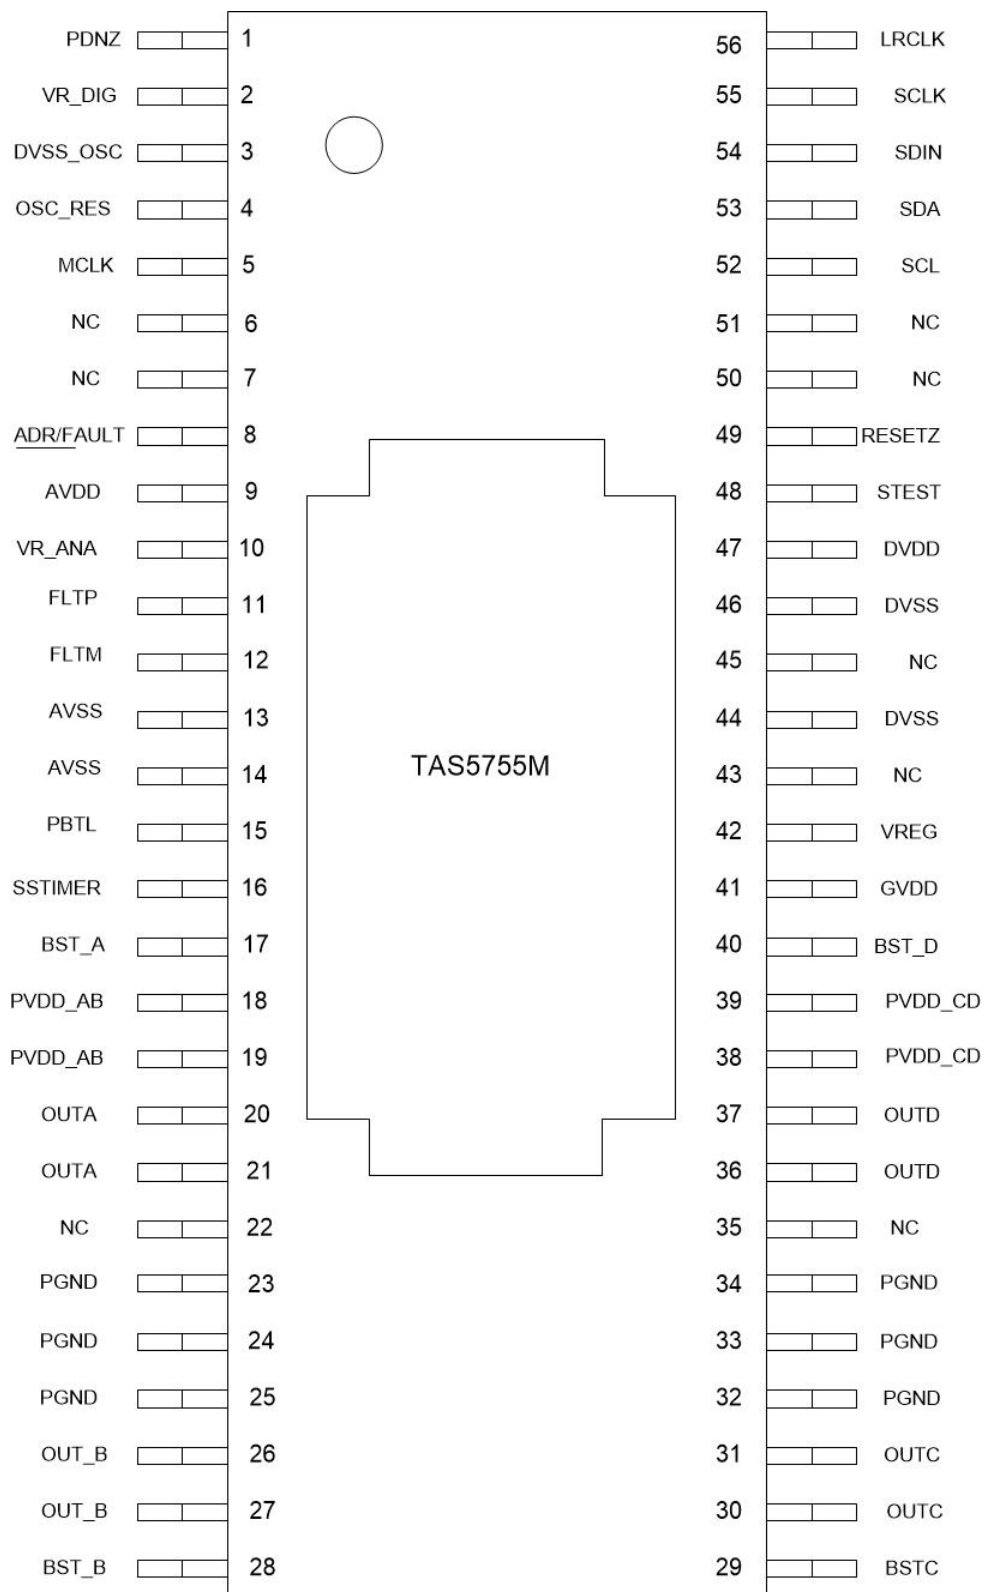 PDNZ 1 56 LRCLK
VR_DIG 2 55 SCLK
DVSS_OSC 3 54 SDIN
OSC_RES 4 53 SDA
MCLK 5 52 SCL
NC 6 51 NC
NC 7 50 NC
ADR/FAULT 8 49 RESETZ
AVDD 9 48 STEST
VR_ANA 10 47 DVDD
FLTP 11 46 DVSS
FLTM 12 45 NC
AVSS 13 44 DVSS
AVSS 14 TAS5755M 43 NC
PBTL 15 42 VREG
SSTIMER 16 41 GVDD
BST_A 17 40 BST_D
PVDD_AB 18 39 PVDD_CD
PVDD_AB 19 38 PVDD_CD
OUTA 20 37 OUTD
OUTA 21 36 OUTD
NC 22 35 NC
PGND 23 34 PGND
PGND 24 33 PGND
PGND 25 32 PGND
OUT_B 26 31 OUTC
OUT_B 27 30 OUTC
BST_B 28 29 BSTC